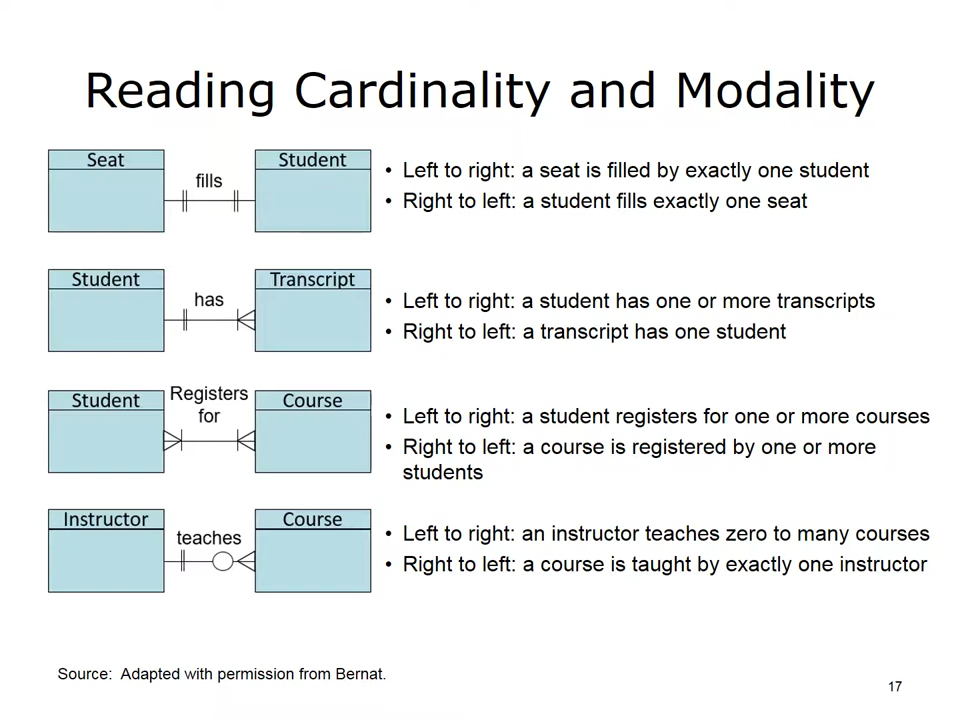 Reading Cardinality and Modality
Seat
fills
Student
• Left to right: a seat is filled by exactly one student
• Right to left: a student fills exactly one seat
Student
has
Transcript
• Left to right: a student has one or more transcripts
• Right to left: a transcript has one student
Student
Registers
for
Course
• Left to right: a student registers for one or more courses
• Right to left: a course is registered by one or more
students
Instructor
teaches
Course
• Left to right: an instructor teaches zero to many courses
• Right to left: a course is taught by exactly one instructor
Source: Adapted with permission from Bernat.
17